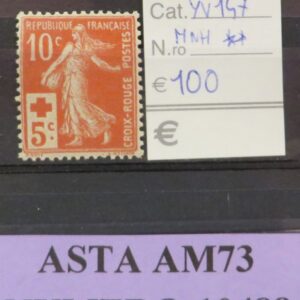 REPUBLIQUE FRANÇAISE
10c
POSTES
CROIX-ROUGE
5c
Cat. YV 147
N.ro MNH **
€ 100
€
ASTA AM73